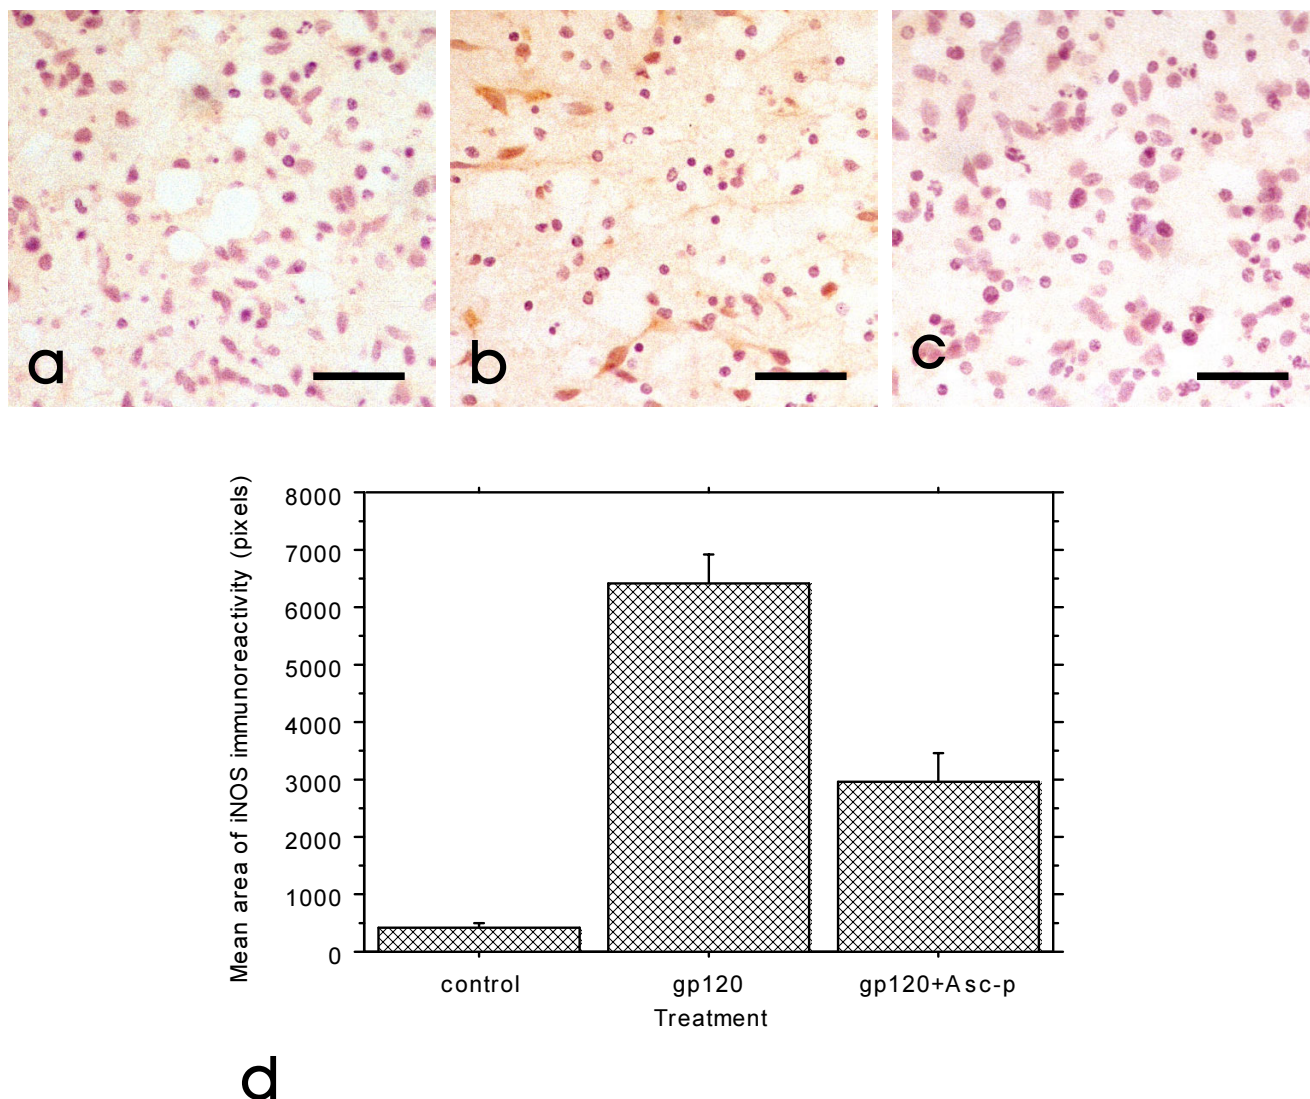 a
b
c
Mean area of iNOS immunoreactivity (pixels)
8000
7000
6000
5000
4000
3000
2000
1000
0
control gp120 gp120+Asc-p
Treatment
d